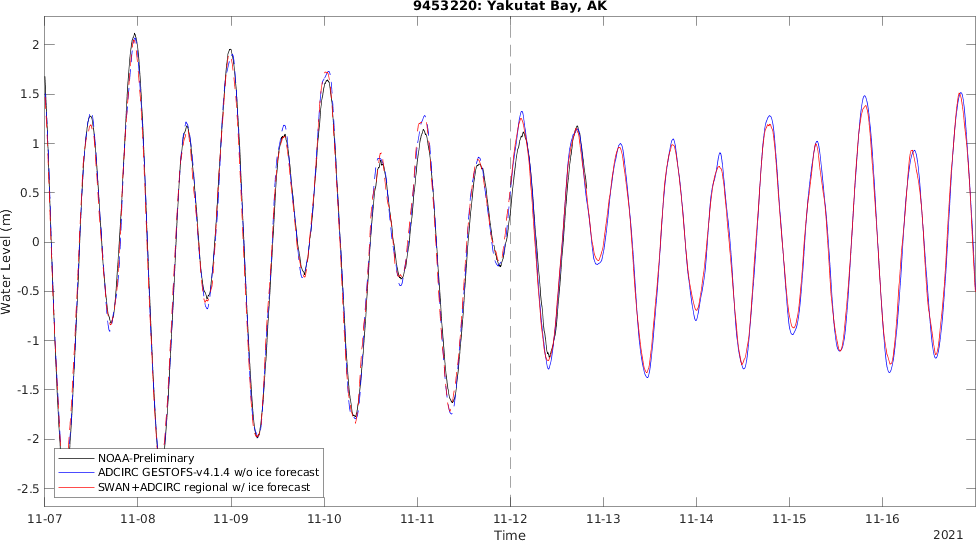 9453220: Yakutat Bay, AK
Water Level (m)
2
1.5
1
0.5
0
-0.5
-1
-1.5
-2
-2.5
NOAA-Preliminary
ADCIRC GESTOFS-v4.1.4 w/o ice forecast
SWAN+ADCIRC regional w/ ice forecast
11-07 11-08 11-09 11-10 11-11 11-12 11-13 11-14 11-15 11-16
Time
2021